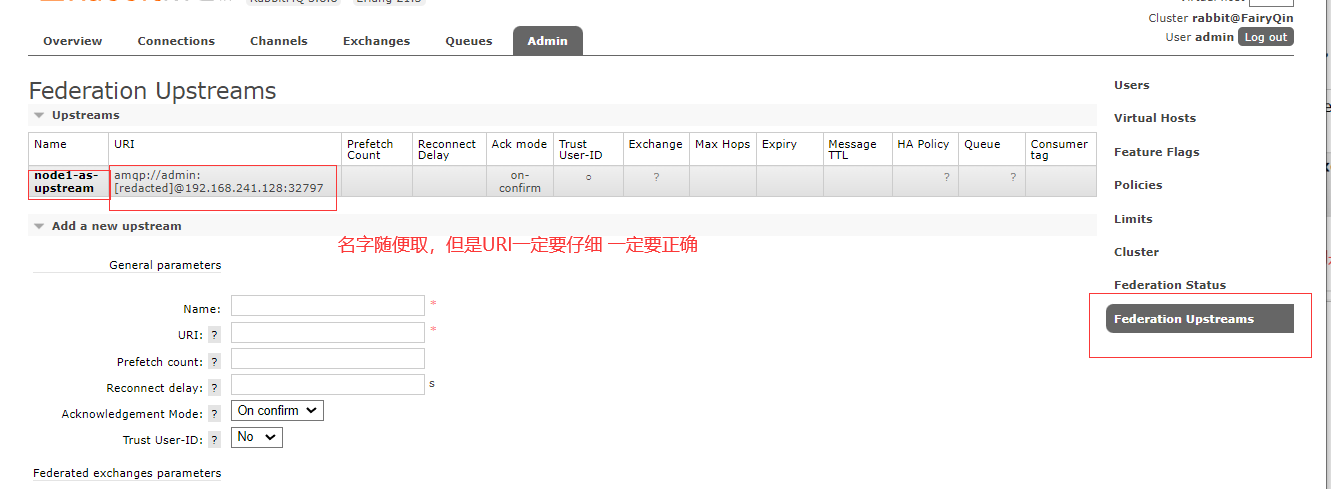 Cluster rabbit@FairyQin
User admin Log out
Overview Connections Channels Exchanges Queues Admin
Federation Upstreams
Upstreams
Name URI Prefetch Count Reconnect Delay Ack mode Trust User-ID Exchange Max Hops Expiry Message TTL HA Policy Queue Consumer tag
node1-as-upstream amqp://admin:[redacted]@192.168.241.128:32797 on-confirm ○ ? ? ?
Add a new upstream
名字随便取，但是URI一定要仔细 一定要正确
General parameters
Name: *
URI: ? *
Prefetch count: ?
Reconnect delay: ? s
Acknowledgement Mode: ? On confirm
Trust User-ID: ? No
Federated exchanges parameters
Users
Virtual Hosts
Feature Flags
Policies
Limits
Cluster
Federation Status
Federation Upstreams